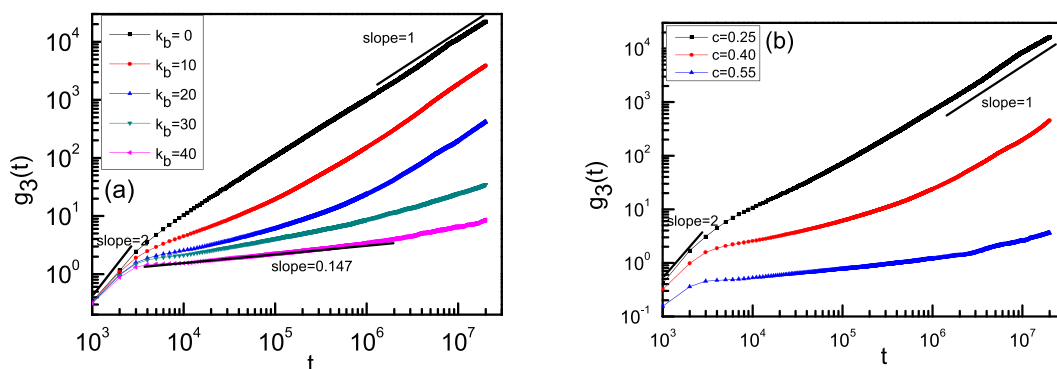 k_b= 0
k_b=10
k_b=20
k_b=30
k_b=40
(a)
slope=1
slope=2
slope=0.147
g_3(t)
10^4
10^3
10^2
10^1
10^0
10^3 10^4 10^5 10^6 10^7
t
c=0.25
c=0.40
c=0.55
(b)
slope=1
slope=2
g_3(t)
10^4
10^3
10^2
10^1
10^0
10^-1
10^3 10^4 10^5 10^6 10^7
t